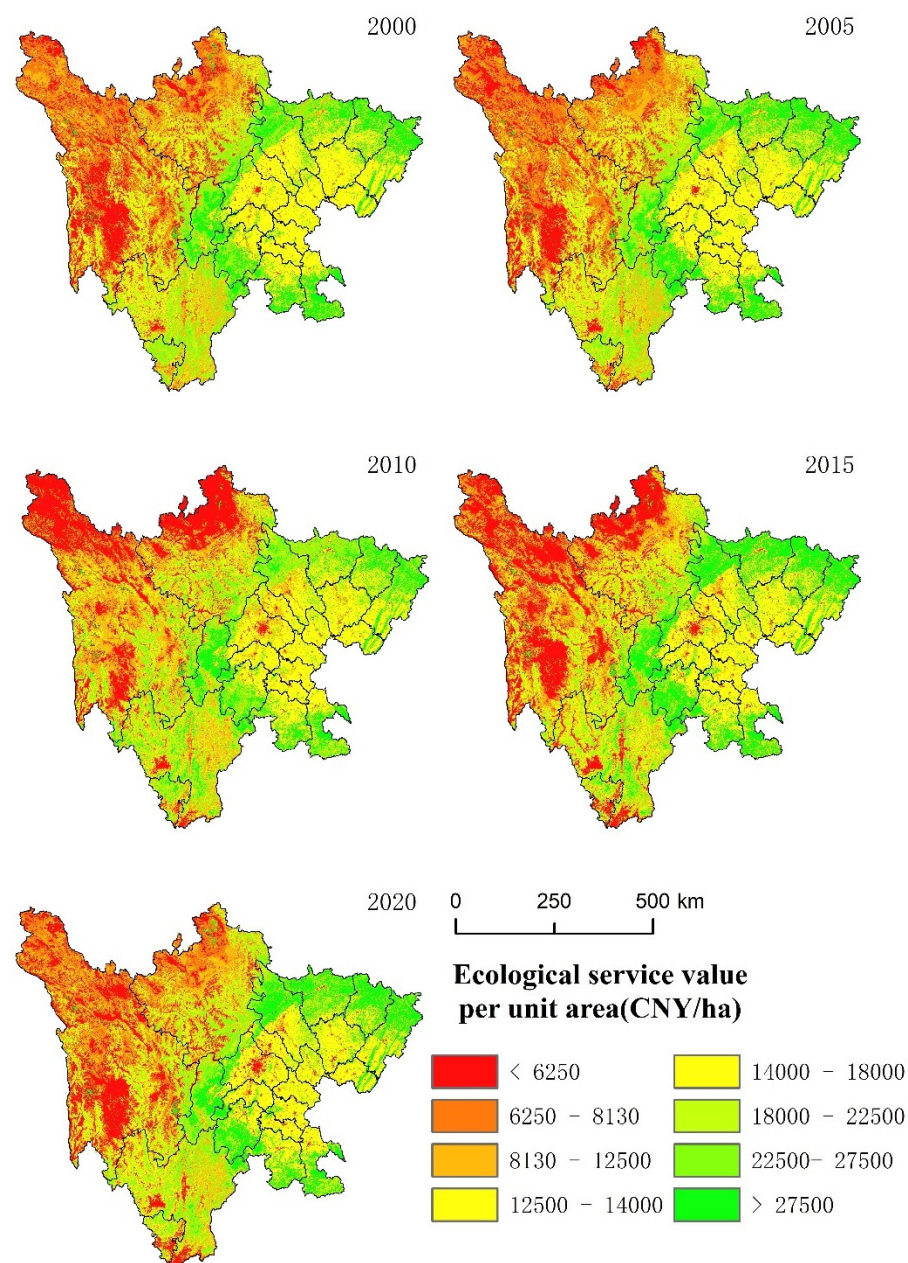 2000
2005
2010
2015
2020
0 250 500 km
Ecological service value
per unit area(CNY/ha)
< 6250
6250 - 8130
8130 - 12500
12500 - 14000
14000 - 18000
18000 - 22500
22500- 27500
> 27500